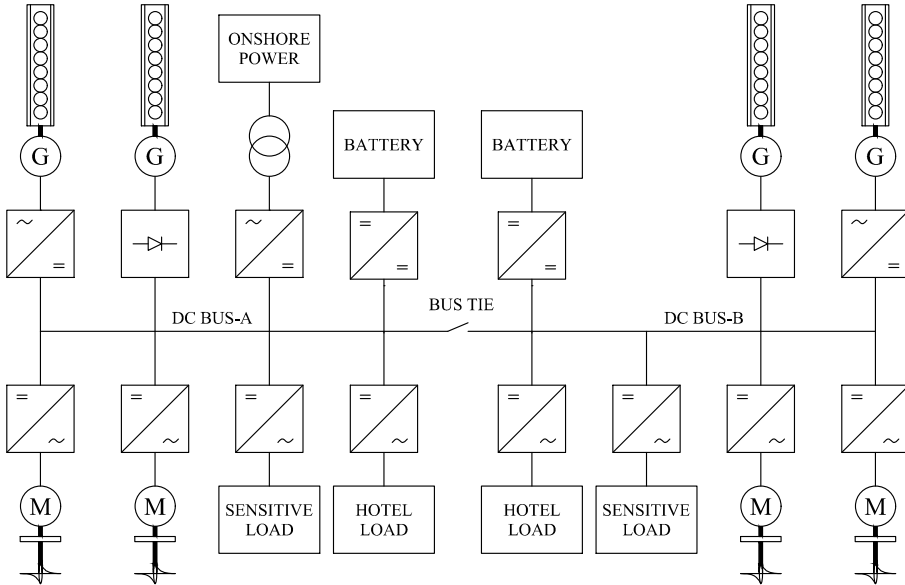 ONSHORE
POWER
BATTERY
BATTERY
G
G
G
G
BUS TIE
DC BUS-A
DC BUS-B
M
M
SENSITIVE
LOAD
HOTEL
LOAD
HOTEL
LOAD
SENSITIVE
LOAD
M
M